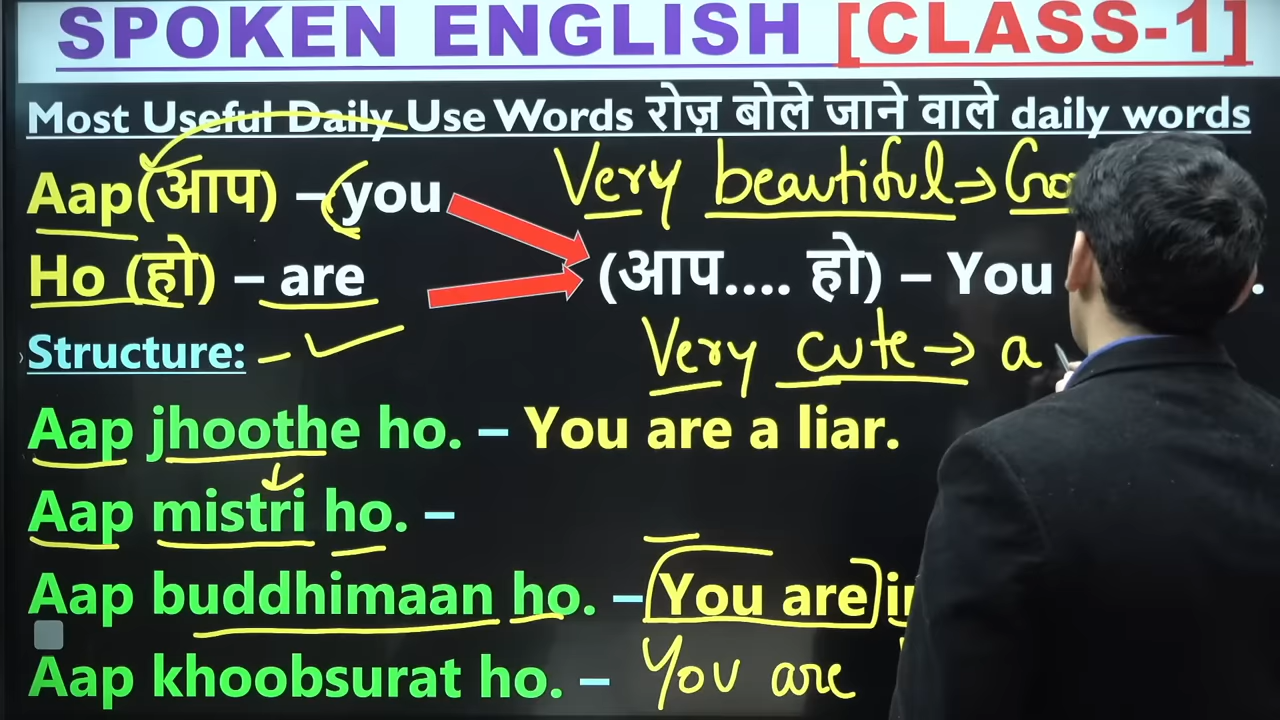 SPOKEN ENGLISH [CLASS-1]
Most Useful Daily Use Words रोज़ बोले जाने वाले daily words
Very beautiful →
Aap(आप) – you
Ho (हो) – are
(आप.... हो) – You
Structure:
Very cute → a
Aap jhoothe ho. – You are a liar.
Aap mistri ho. –
Aap buddhimaan ho. – You are
Aap khoobsurat ho. – You are